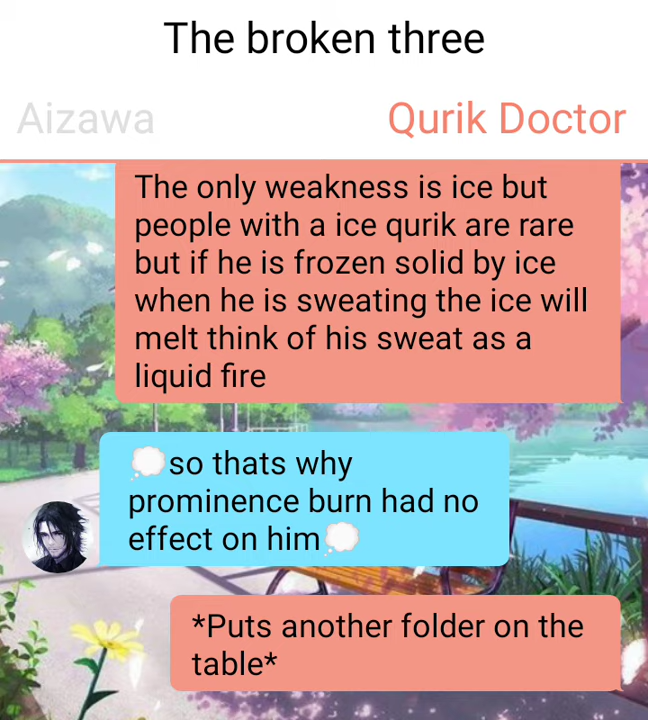 The broken three
Aizawa
Qurik Doctor
The only weakness is ice but
people with a ice qurik are rare
but if he is frozen solid by ice
when he is sweating the ice will
melt think of his sweat as a
liquid fire
💭so thats why
prominence burn had no
effect on him💭
*Puts another folder on the
table*